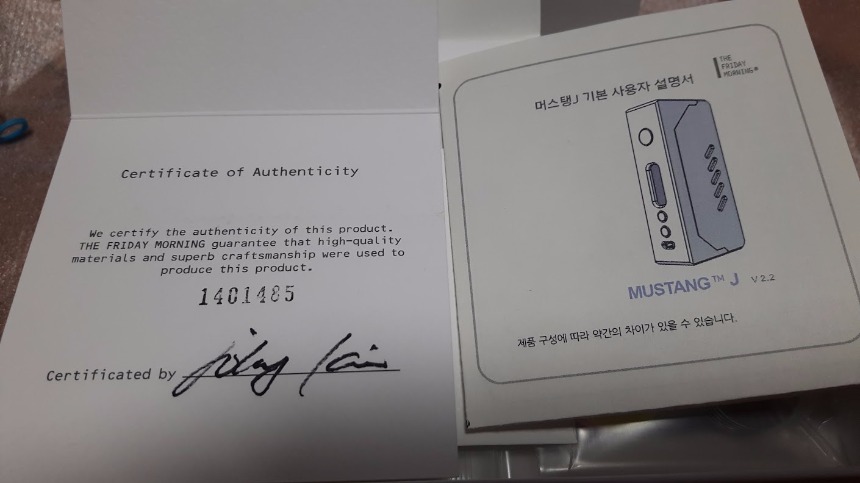 Certificate of Authenticity
We certify the authenticity of this product.
THE FRIDAY MORNING guarantee that high-quality
materials and superb craftsmanship were used to
produce this product.
1401485
Certificated by
THE
FRIDAY
MORNING®
머스탱J 기본 사용자 설명서
MUSTANG™ J V 2.2
제품 구성에 따라 약간의 차이가 있을 수 있습니다.